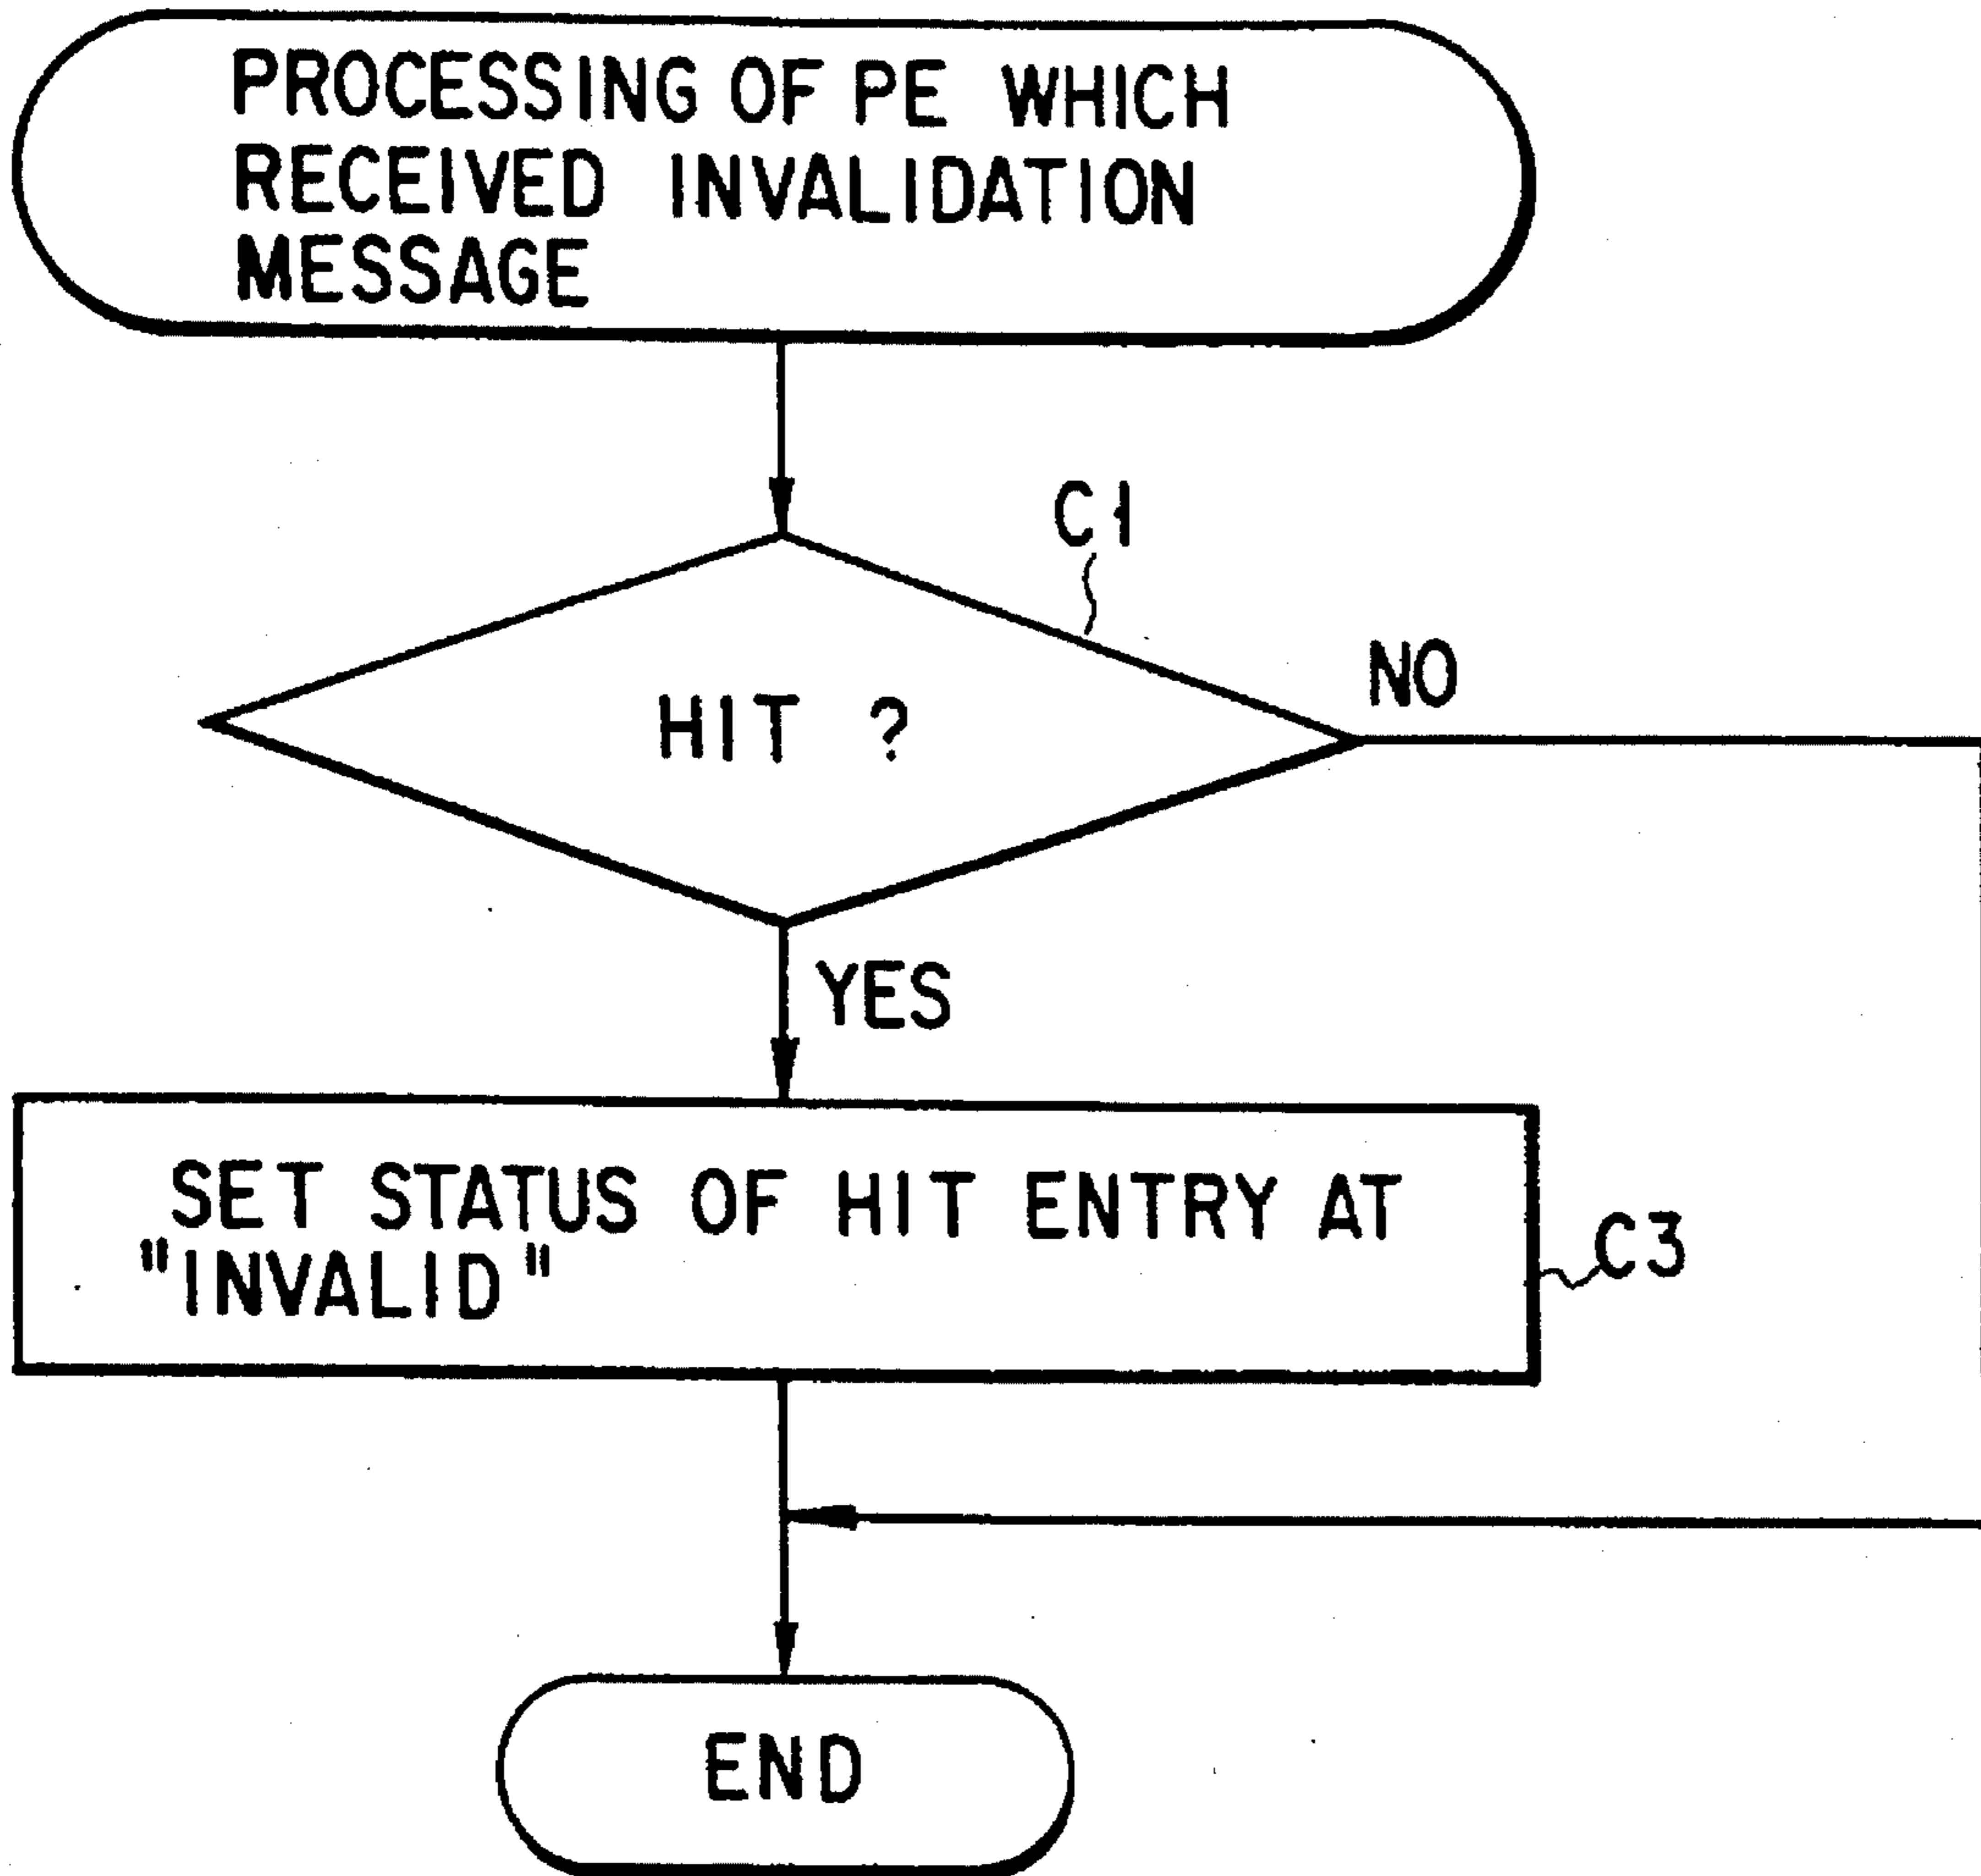 PROCESSING OF PE WHICH
RECEIVED INVALIDATION
MESSAGE
C1
HIT ?
NO
YES
SET STATUS OF HIT ENTRY AT
"INVALID"
C3
END